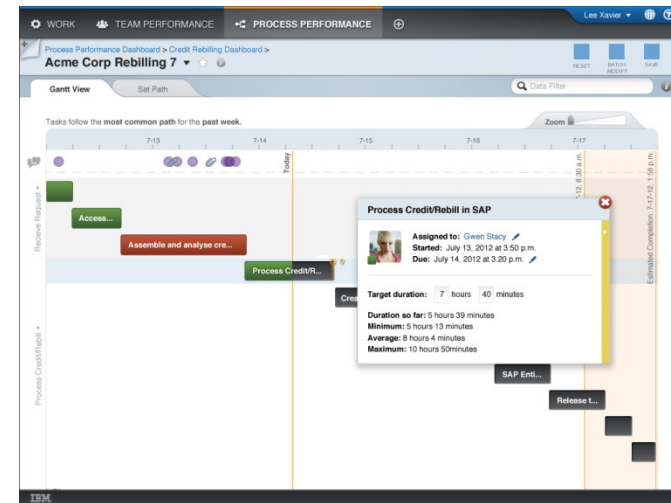 WORK TEAM PERFORMANCE PROCESS PERFORMANCE Lee Xavier
Process Performance Dashboard > Credit Rebilling Dashboard >
Acme Corp Rebilling 7
RESET BATCH MODIFY SAVE
Gantt View Set Path Data Filter
Tasks follow the most common path for the past week. Zoom
7-13 7-14 7-15 7-16 7-17
Today
-12, 8:30 a.m.
Estimated Completion: 7-17-12, 1:58 p.m.
Recieve Request
Access...
Assemble and analyse cre...
Process Credit/R...
Crea
Process Credit/Rebill in SAP
Assigned to: Gwen Stacy
Started: July 13, 2012 at 3:50 p.m.
Due: July 14, 2012 at 3:20 p.m.
Target duration: 7 hours 40 minutes
Duration so far: 5 hours 39 minutes
Minimum: 5 hours 13 minutes
Average: 8 hours 4 minutes
Maximum: 10 hours 50minutes
Process Credit/Rebill
SAP Enti...
Release t...
IBM